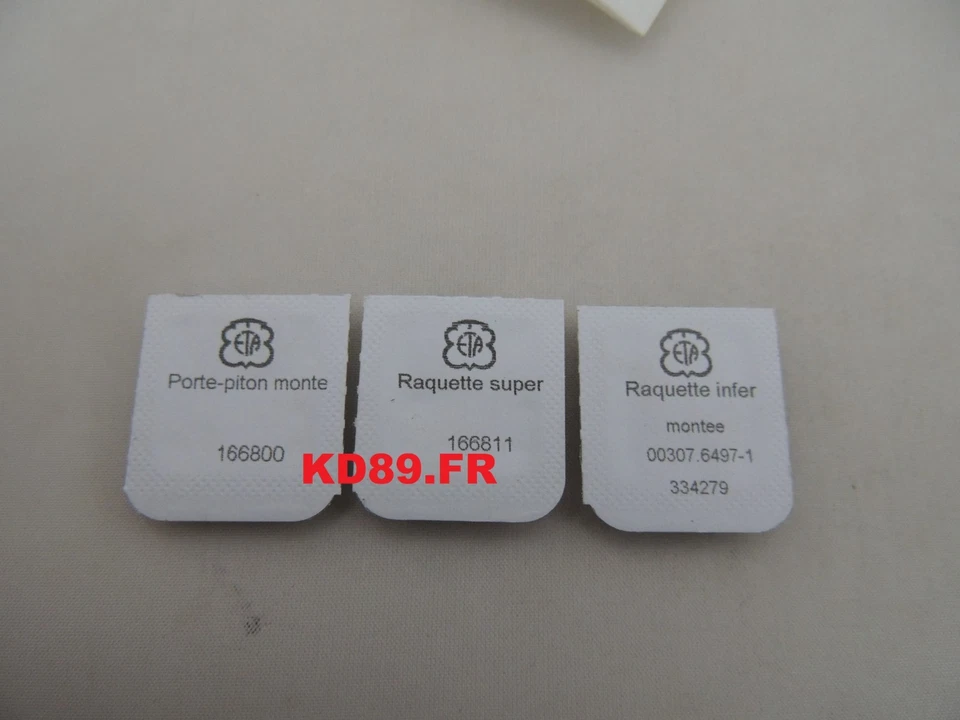 ETA
Porte-piton monte
166800
ETA
Raquette super
166811
ETA
Raquette infer
montee
00307.6497-1
334279
KD89.FR